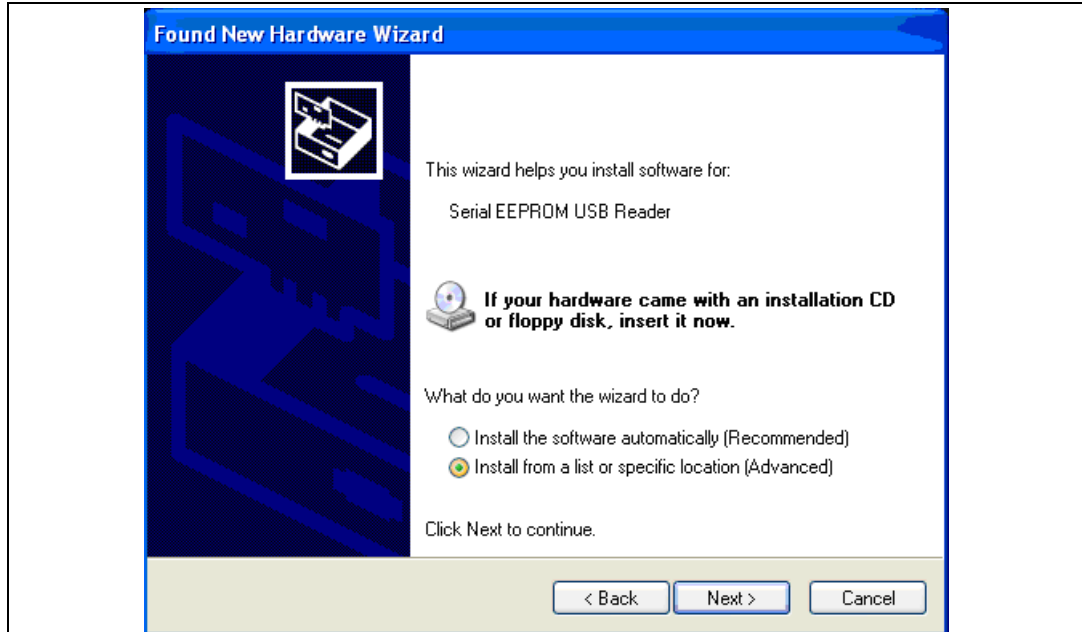 Found New Hardware Wizard
This wizard helps you install software for:
Serial EEPROM USB Reader
If your hardware came with an installation CD
or floppy disk, insert it now.
What do you want the wizard to do?
Install the software automatically (Recommended)
Install from a list or specific location (Advanced)
Click Next to continue.
< Back Next > Cancel